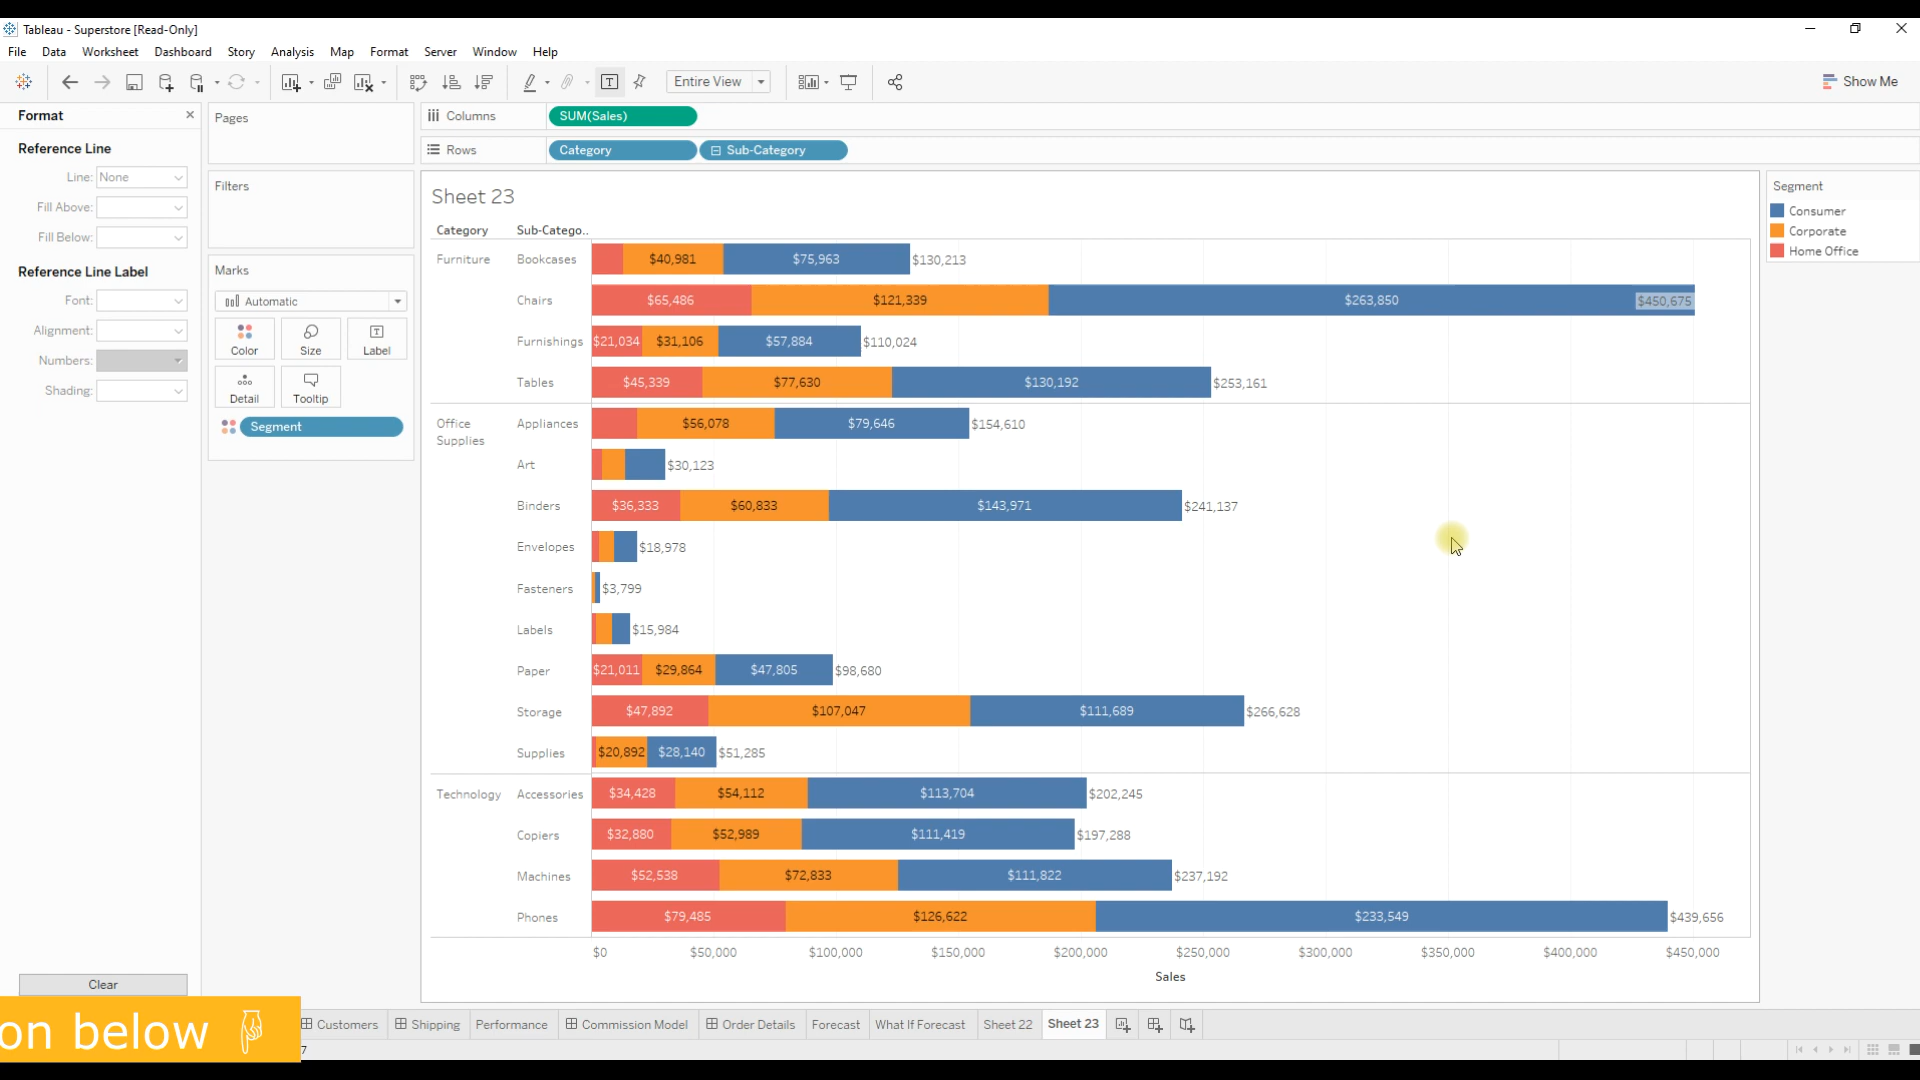 Tableau - Superstore [Read-Only]
File Data Worksheet Dashboard Story Analysis Map Format Server Window Help
Entire View
Show Me
Format
Reference Line
Line: None
Fill Above:
Fill Below:
Reference Line Label
Font:
Alignment:
Numbers:
Shading:
Clear
Pages
Filters
Marks
Automatic
Color Size Label
Detail Tooltip
Segment
Columns SUM(Sales)
Rows Category Sub-Category
Sheet 23
Category Sub-Catego..
Furniture Bookcases $40,981 $75,963 $130,213
Chairs $65,486 $121,339 $263,850 $450,675
Furnishings $21,034 $31,106 $57,884 $110,024
Tables $45,339 $77,630 $130,192 $253,161
Office Supplies Appliances $56,078 $79,646 $154,610
Art $30,123
Binders $36,333 $60,833 $143,971 $241,137
Envelopes $18,978
Fasteners $3,799
Labels $15,984
Paper $21,011 $29,864 $47,805 $98,680
Storage $47,892 $107,047 $111,689 $266,628
Supplies $20,892 $28,140 $51,285
Technology Accessories $34,428 $54,112 $113,704 $202,245
Copiers $32,880 $52,989 $111,419 $197,288
Machines $52,538 $72,833 $111,822 $237,192
Phones $79,485 $126,622 $233,549 $439,656
$0 $50,000 $100,000 $150,000 $200,000 $250,000 $300,000 $350,000 $400,000 $450,000
Sales
Segment
Consumer
Corporate
Home Office
on below
Customers Shipping Performance Commission Model Order Details Forecast What If Forecast Sheet 22 Sheet 23
7